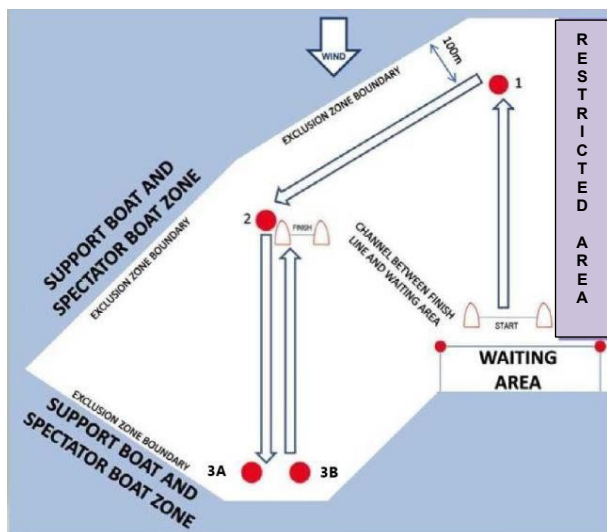 WIND
100m
1
RESTRICTED AREA
EXCLUSION ZONE BOUNDARY
SUPPORT BOAT AND
SPECTATOR BOAT ZONE
EXCLUSION ZONE BOUNDARY
2
FINISH
CHANNEL BETWEEN FINISH
LINE AND WAITING AREA
START
WAITING
AREA
EXCLUSION ZONE BOUNDARY
SUPPORT BOAT AND
SPECTATOR BOAT ZONE
3A
3B